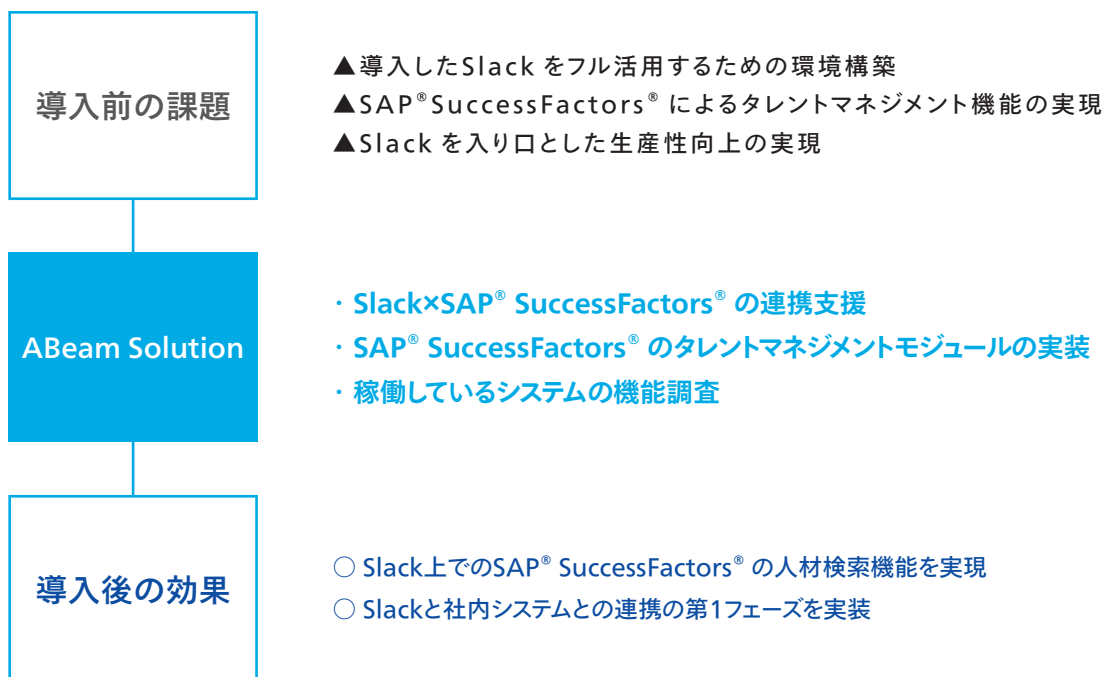 導入前の課題
▲導入したSlack をフル活用するための環境構築
▲SAP®SuccessFactors® によるタレントマネジメント機能の実現
▲Slack を入り口とした生産性向上の実現
ABeam Solution
・Slack×SAP® SuccessFactors® の連携支援
・SAP® SuccessFactors® のタレントマネジメントモジュールの実装
・稼働しているシステムの機能調査
導入後の効果
○ Slack上でのSAP® SuccessFactors® の人材検索機能を実現
○ Slackと社内システムとの連携の第1フェーズを実装